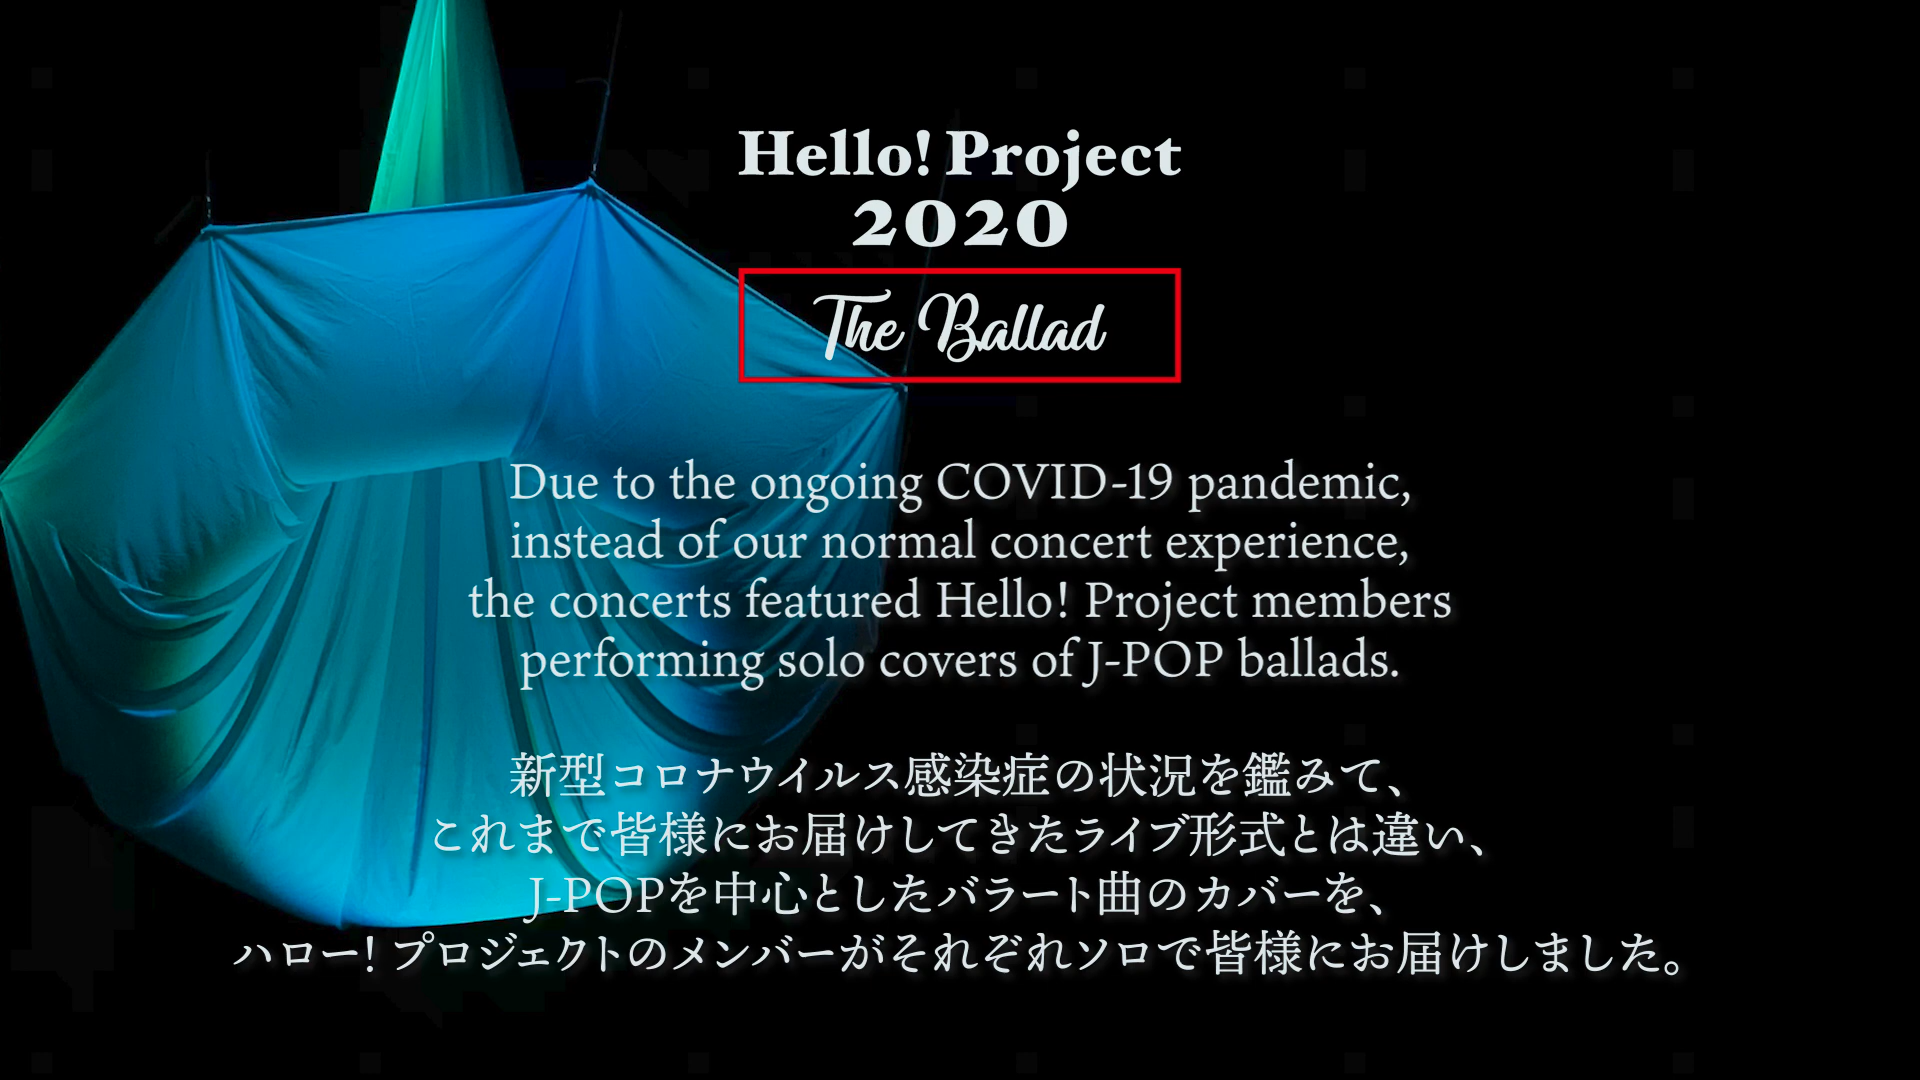 Hello! Project
2020
The Ballad
Due to the ongoing COVID-19 pandemic,
instead of our normal concert experience,
the concerts featured Hello! Project members
performing solo covers of J-POP ballads.
新型コロナウイルス感染症の状況を鑑みて、
これまで皆様にお届けしてきたライブ形式とは違い、
J-POPを中心としたバラート曲のカバーを、
ハロー! プロジェクトのメンバーがそれぞれソロで皆様にお届けしました。